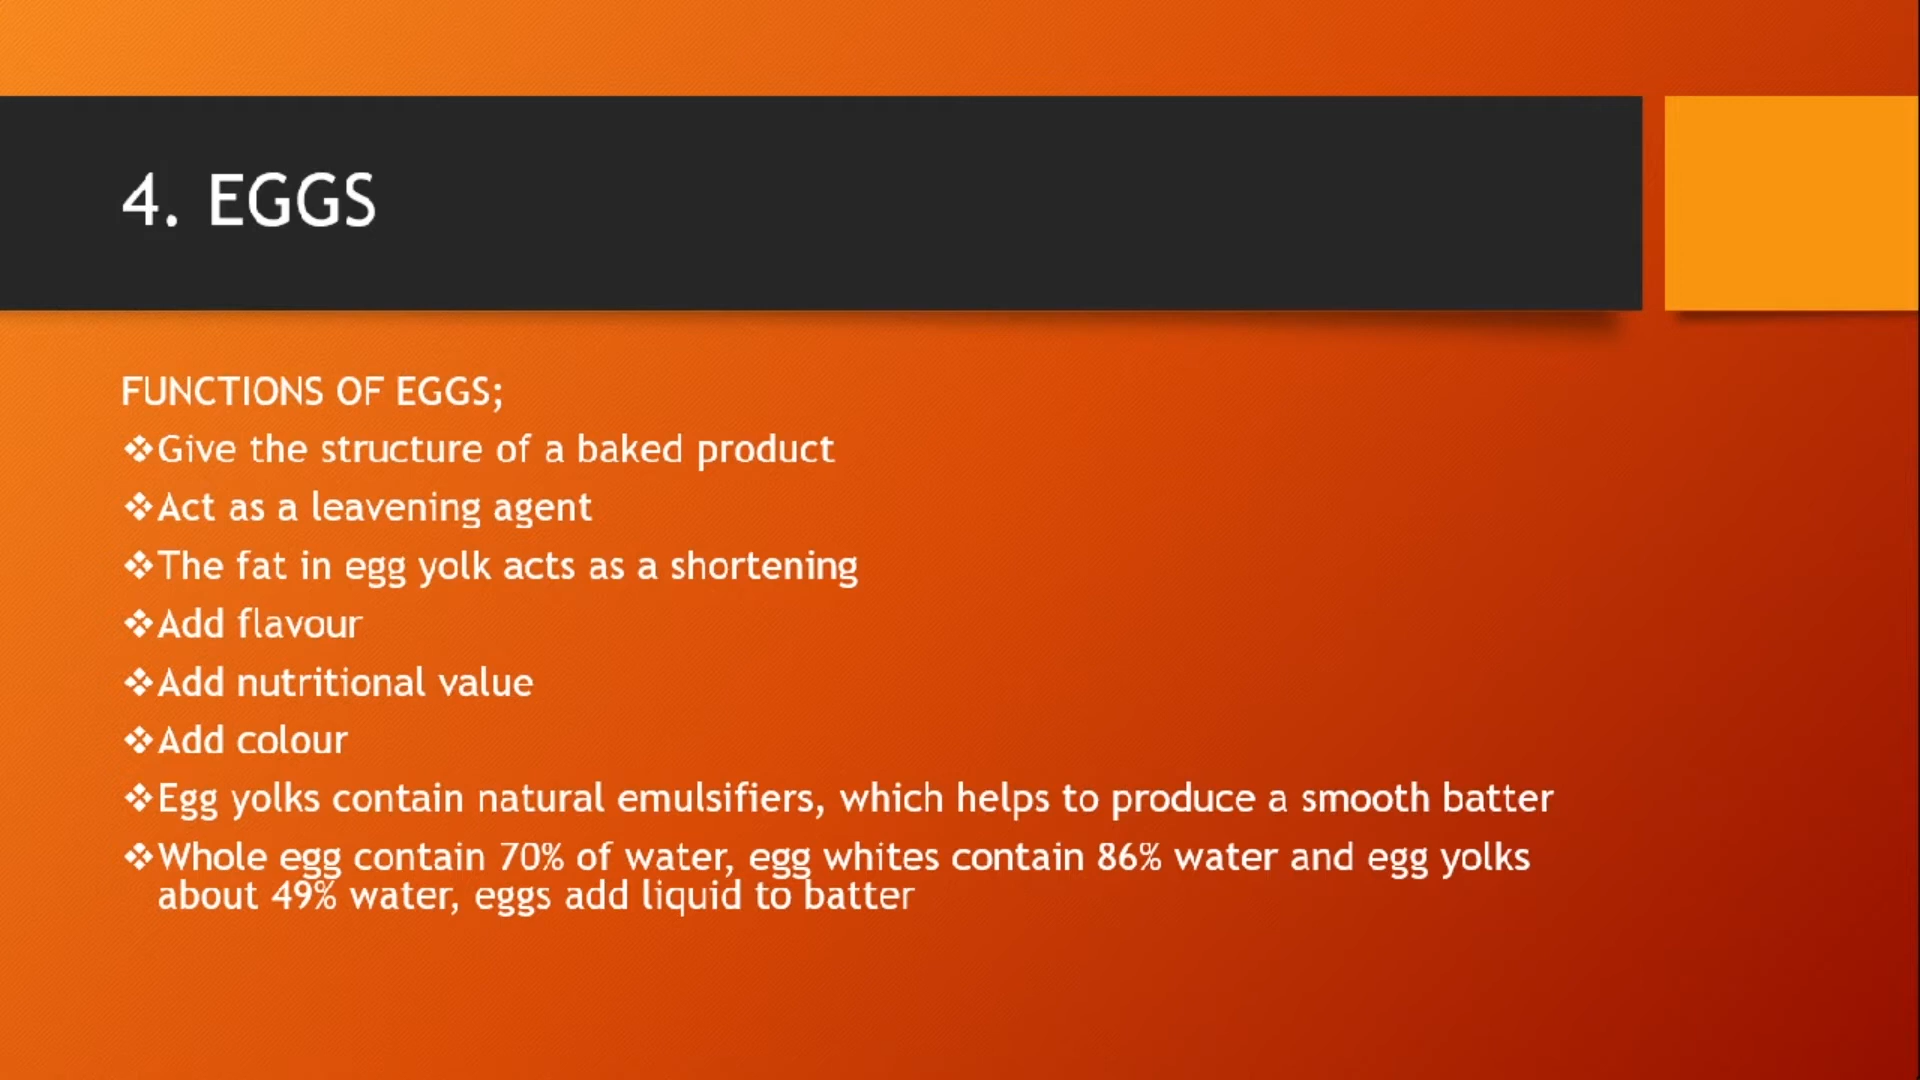 4. EGGS
FUNCTIONS OF EGGS;
❖Give the structure of a baked product
❖Act as a leavening agent
❖The fat in egg yolk acts as a shortening
❖Add flavour
❖Add nutritional value
❖Add colour
❖Egg yolks contain natural emulsifiers, which helps to produce a smooth batter
❖Whole egg contain 70% of water, egg whites contain 86% water and egg yolks
about 49% water, eggs add liquid to batter